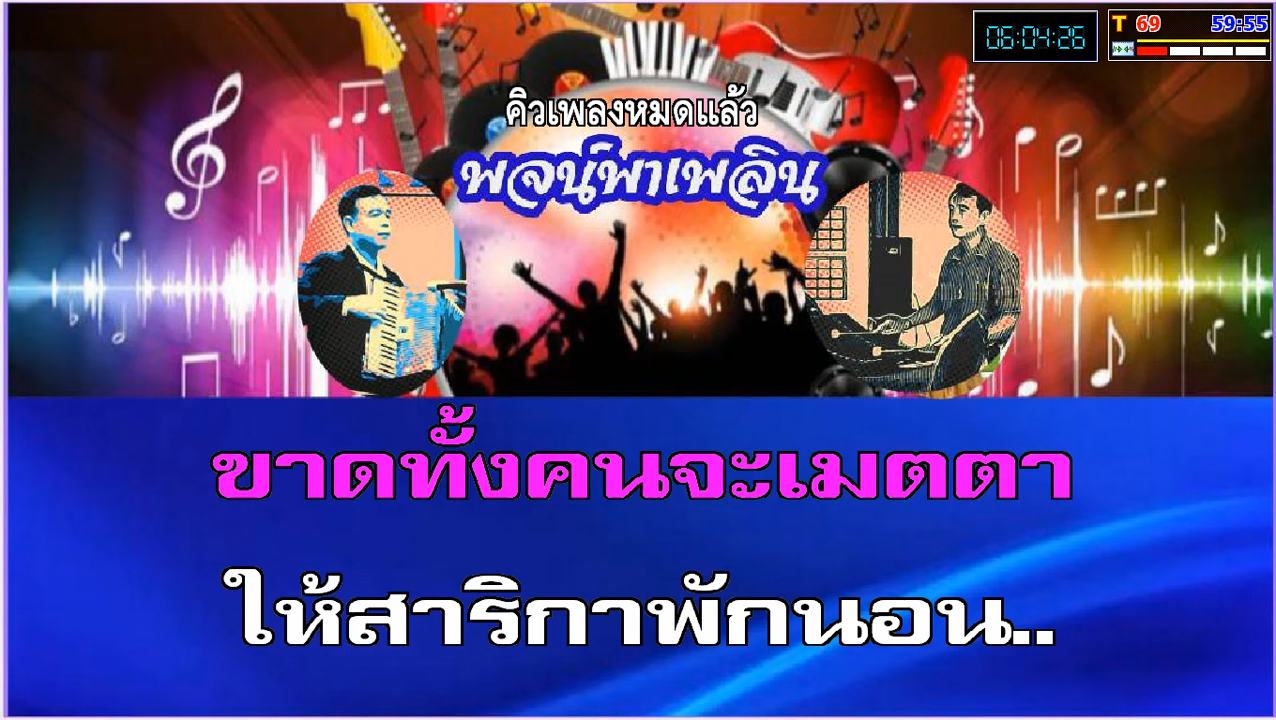 06:04:26
T 69 59:55
คิวเพลงหมดแล้ว
พจน์พาเพลิน
ขาดทั้งคนจะเมตตา
ให้สาริกาพักนอน..